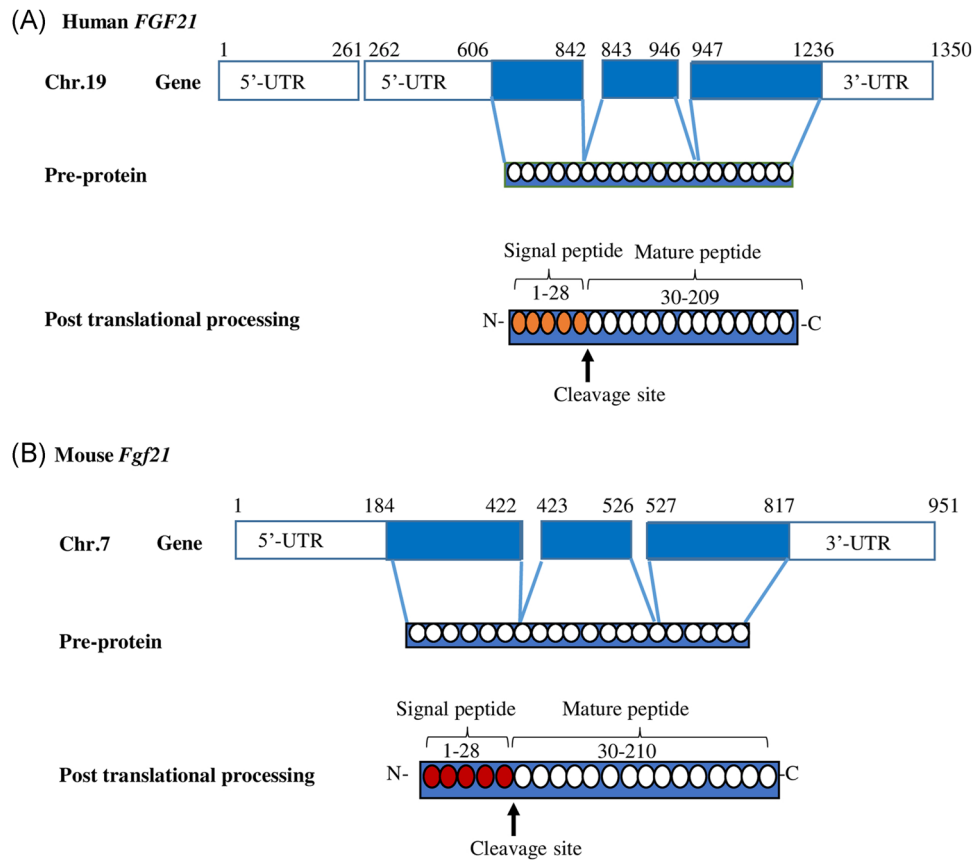 (A) Human FGF21
1 261 262 606 842 843 946 947 1236 1350
Chr.19 Gene 5’-UTR 5’-UTR 3’-UTR
Pre-protein
Signal peptide Mature peptide
1-28 30-209
Post translational processing N- -C
Cleavage site
(B) Mouse Fgf21
1 184 422 423 526 527 817 951
Chr.7 Gene 5’-UTR 3’-UTR
Pre-protein
Signal peptide Mature peptide
1-28 30-210
Post translational processing N- -C
Cleavage site